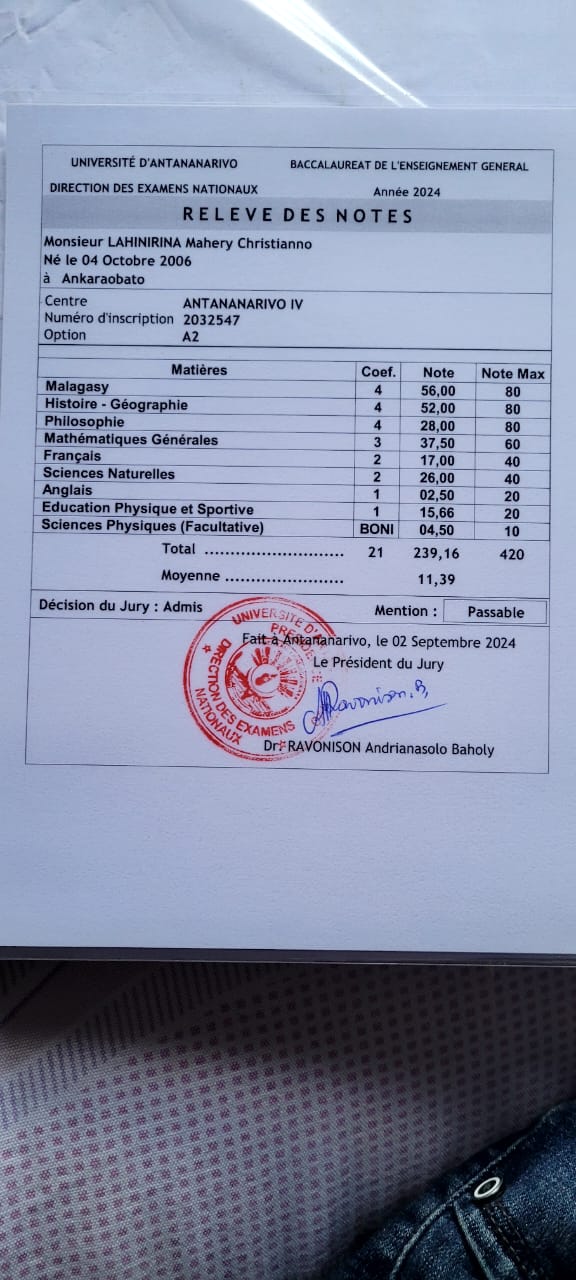 UNIVERSITÉ D'ANTANANARIVO BACCALAUREAT DE L'ENSEIGNEMENT GENERAL
DIRECTION DES EXAMENS NATIONAUX Année 2024
RELEVE DES NOTES
Monsieur LAHINIRINA Mahery Christianno
Né le 04 Octobre 2006
à Ankaraobato
Centre ANTANANARIVO IV
Numéro d'inscription 2032547
Option A2
Matières Coef. Note Note Max
Malagasy 4 56,00 80
Histoire - Géographie 4 52,00 80
Philosophie 4 28,00 80
Mathématiques Générales 3 37,50 60
Français 2 17,00 40
Sciences Naturelles 2 26,00 40
Anglais 1 02,50 20
Education Physique et Sportive 1 15,66 20
Sciences Physiques (Facultative) BONI 04,50 10
Total ........................... 21 239,16 420
Moyenne ....................... 11,39
Décision du Jury : Admis Mention : Passable
Fait à Antananarivo, le 02 Septembre 2024
Le Président du Jury
UNIVERSITE D'A
DIRECTION DES EXAMENS
NATIONAUX
Ravonison. B,
Dr. RAVONISON Andrianasolo Baholy